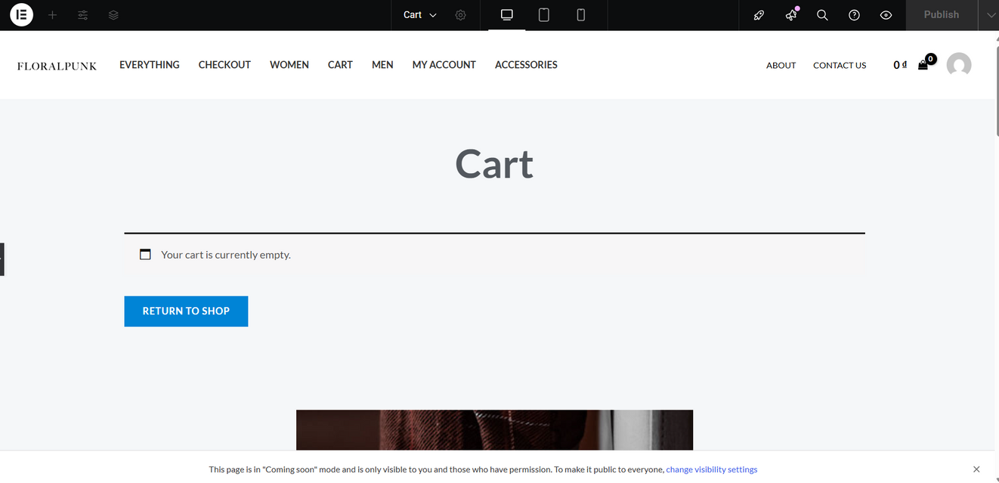 Cart
Publish
FLORALPUNK
EVERYTHING CHECKOUT WOMEN CART MEN MY ACCOUNT ACCESSORIES
ABOUT CONTACT US
0 ₫
0
Cart
Your cart is currently empty.
RETURN TO SHOP
This page is in "Coming soon" mode and is only visible to you and those who have permission. To make it public to everyone, change visibility settings